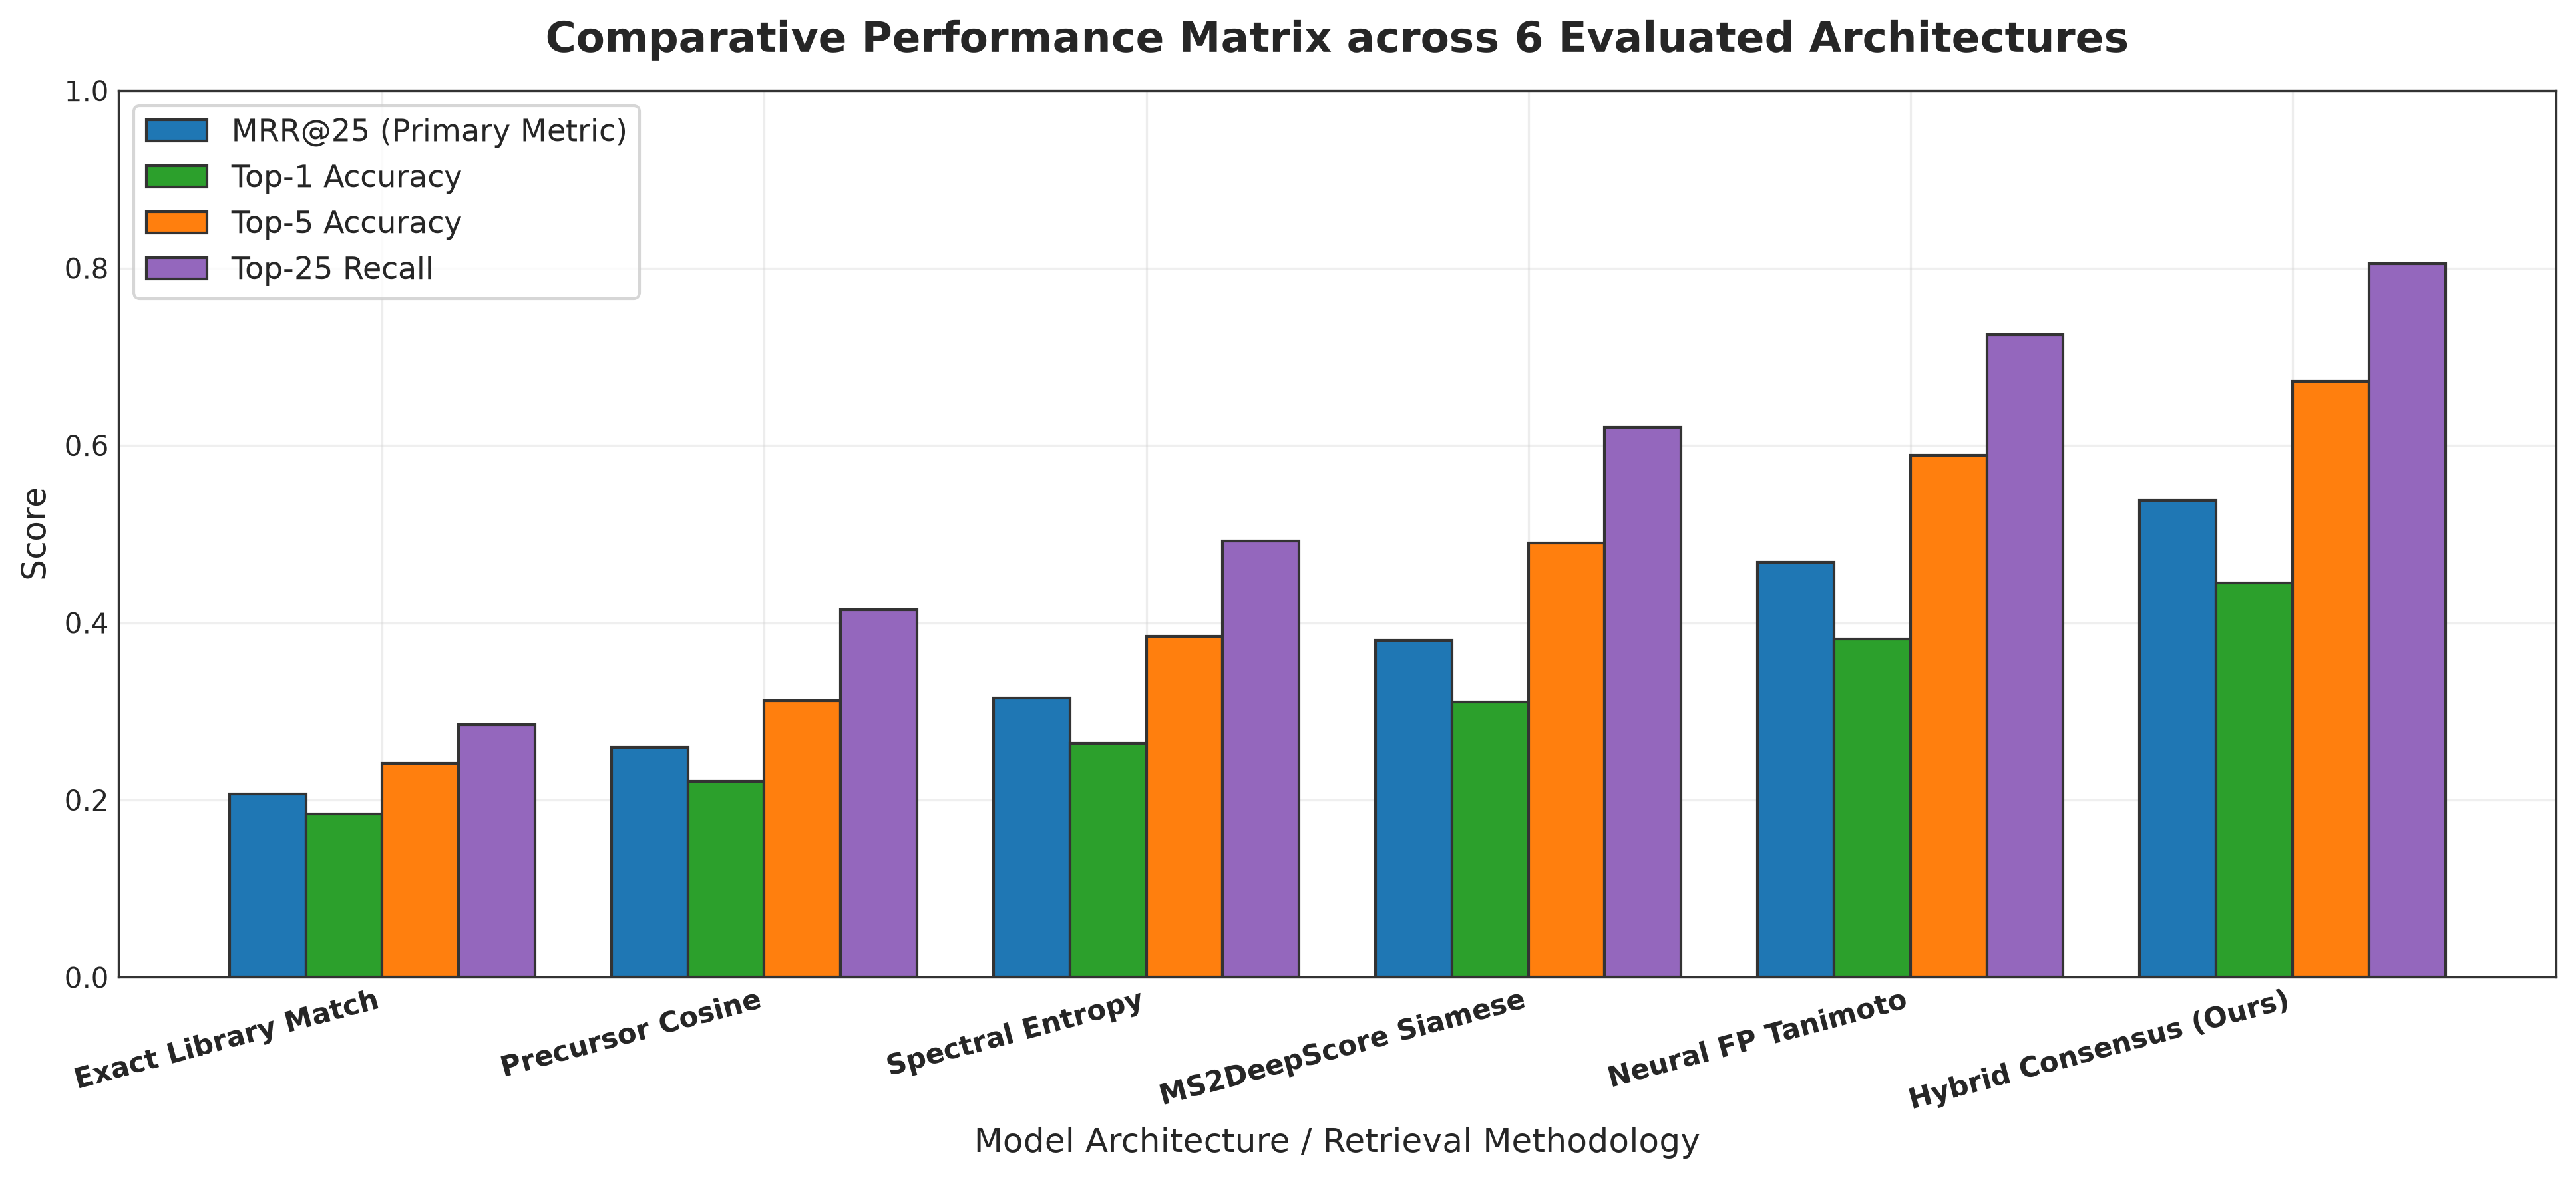 Comparative Performance Matrix across 6 Evaluated Architectures
MRR@25 (Primary Metric)
Top-1 Accuracy
Top-5 Accuracy
Top-25 Recall
Score
1.0
0.8
0.6
0.4
0.2
0.0
Exact Library Match
Precursor Cosine
Spectral Entropy
MS2DeepScore Siamese
Neural FP Tanimoto
Hybrid Consensus (Ours)
Model Architecture / Retrieval Methodology